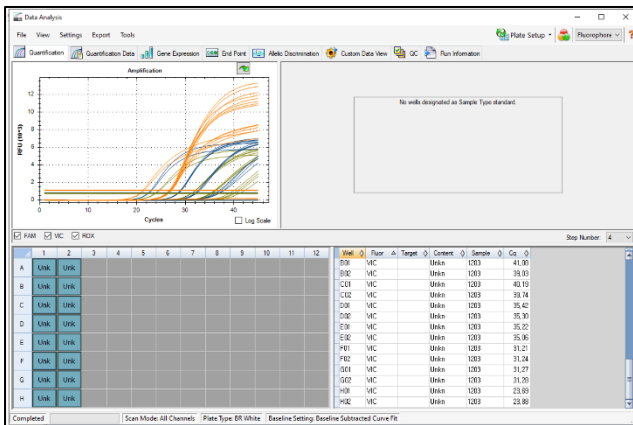 Data Analysis
File View Settings Export Tools
Plate Setup Fluorophore ?
Quantification Quantification Data Gene Expression End Point Allelic Discrimination Custom Data View QC Run Information
Amplification
RFU (10^3)
12
10
8
6
4
2
0
0 10 20 30 40
Cycles
Log Scale
No wells designated as Sample Type standard.
FAM VIC ROX
Step Number: 4
1 2 3 4 5 6 7 8 9 10 11 12
A Unk Unk
B Unk Unk
C Unk Unk
D Unk Unk
E Unk Unk
F Unk Unk
G Unk Unk
H Unk Unk
Well Fluor Target Content Sample Cq
B01 VIC Unkn 1203 41,08
B02 VIC Unkn 1203 39,03
C01 VIC Unkn 1203 40,19
C02 VIC Unkn 1203 39,74
D01 VIC Unkn 1203 35,42
D02 VIC Unkn 1203 35,30
E01 VIC Unkn 1203 35,22
E02 VIC Unkn 1203 35,06
F01 VIC Unkn 1203 31,21
F02 VIC Unkn 1203 31,24
G01 VIC Unkn 1203 31,27
G02 VIC Unkn 1203 31,28
H01 VIC Unkn 1203 23,69
H02 VIC Unkn 1203 23,88
Completed Scan Mode: All Channels Plate Type: BR White Baseline Setting: Baseline Subtracted Curve Fit